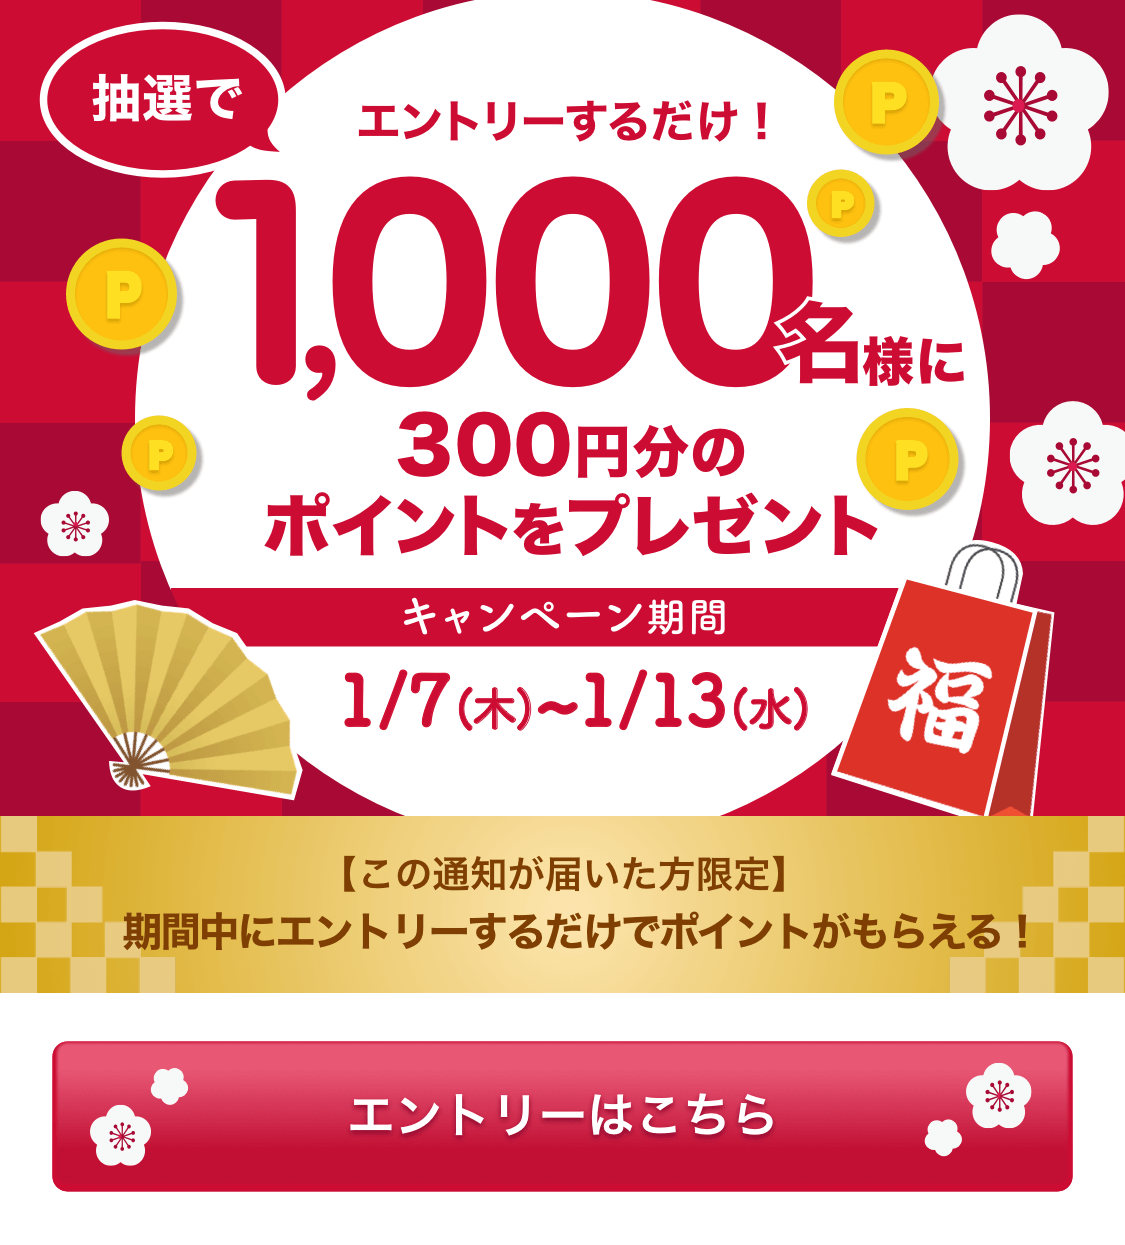 抽選で
エントリーするだけ！
1,000名様に
300円分の
ポイントをプレゼント
キャンペーン期間
1/7(木)~1/13(水)
福
P
P
P
P
P
【この通知が届いた方限定】
期間中にエントリーするだけでポイントがもらえる！
エントリーはこちら